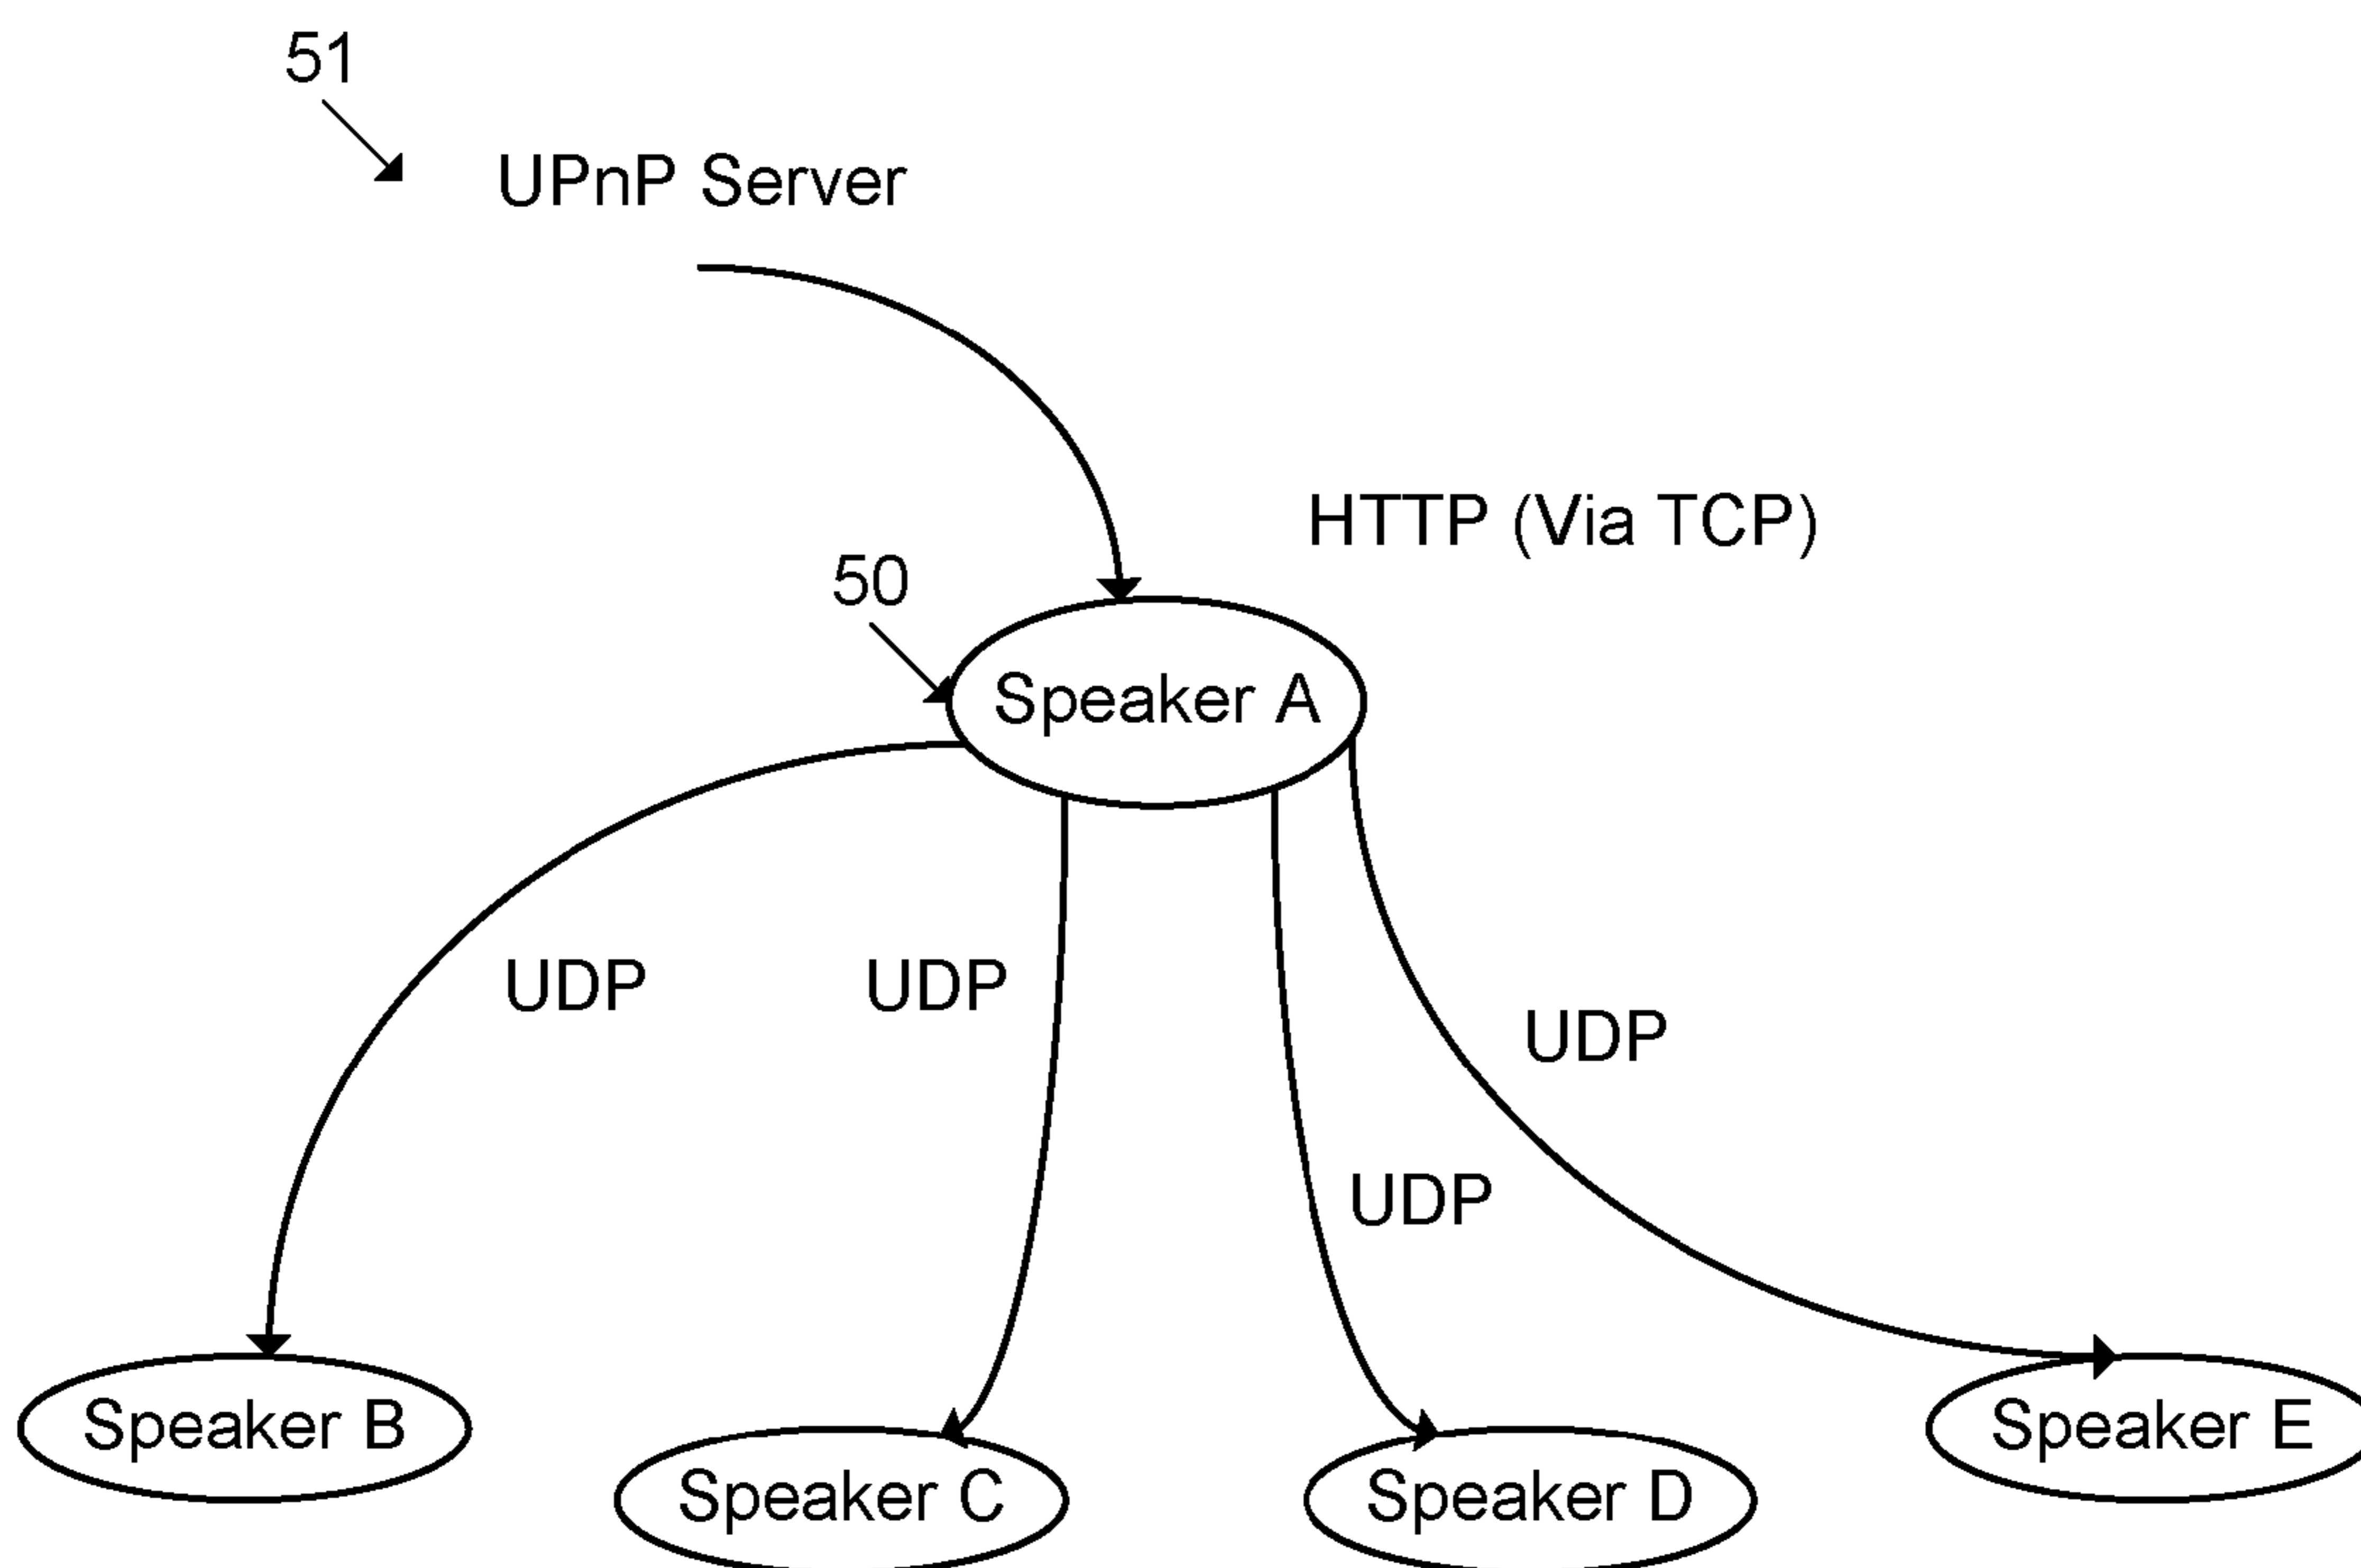 51
UPnP Server
HTTP (Via TCP)
50
Speaker A
UDP
UDP
UDP
UDP
Speaker B
Speaker C
Speaker D
Speaker E